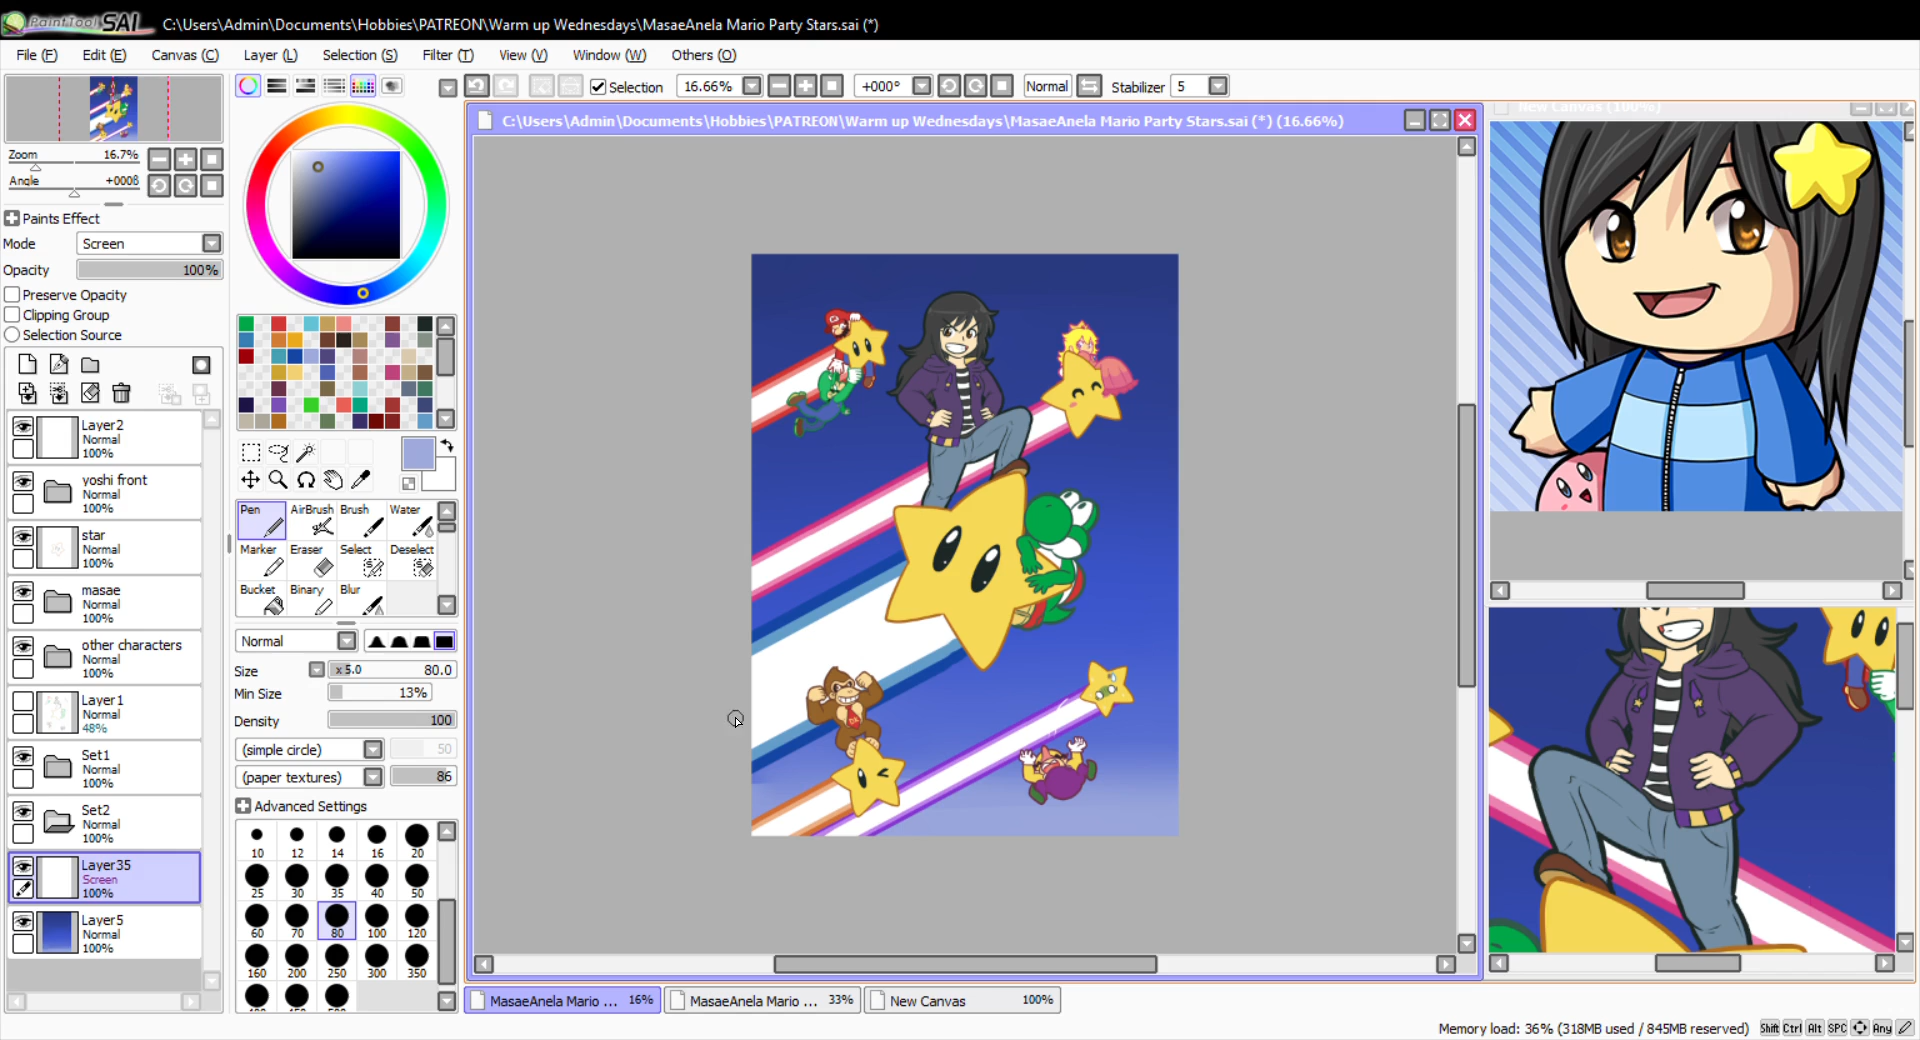 PaintTool SAI C:\Users\Admin\Documents\Hobbies\PATREON\Warm up Wednesdays\MasaeAnela Mario Party Stars.sai (*)
File (F) Edit (E) Canvas (C) Layer (L) Selection (S) Filter (T) View (V) Window (W) Others (O)
Selection 16.66% +000° Normal Stabilizer 5
C:\Users\Admin\Documents\Hobbies\PATREON\Warm up Wednesdays\MasaeAnela Mario Party Stars.sai (*) (16.66%)
New Canvas (100%)
Zoom 16.7%
Angle +000
Paints Effect
Mode Screen
Opacity 100%
Preserve Opacity
Clipping Group
Selection Source
Layer2
Normal
100%
yoshi front
Normal
100%
star
Normal
100%
masae
Normal
100%
other characters
Normal
100%
Layer1
Normal
48%
Set1
Normal
100%
Set2
Normal
100%
Layer35
Screen
100%
Layer5
Normal
100%
Pen AirBrush Brush Water
Marker Eraser Select Deselect
Bucket Binary Blur
Normal
Size x 5.0 80.0
Min Size 13%
Density 100
(simple circle) 50
(paper textures) 86
Advanced Settings
10 12 14 16 20
25 30 35 40 50
60 70 80 100 120
160 200 250 300 350
MasaeAnela Mario ... 16% MasaeAnela Mario ... 33% New Canvas 100%
Memory load: 36% (318MB used / 845MB reserved) Shift Ctrl Alt SPC Any